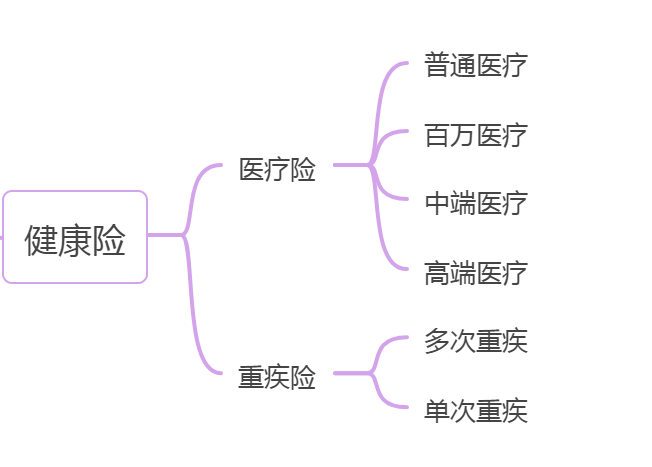 健康险
医疗险
普通医疗
百万医疗
中端医疗
高端医疗
重疾险
多次重疾
单次重疾